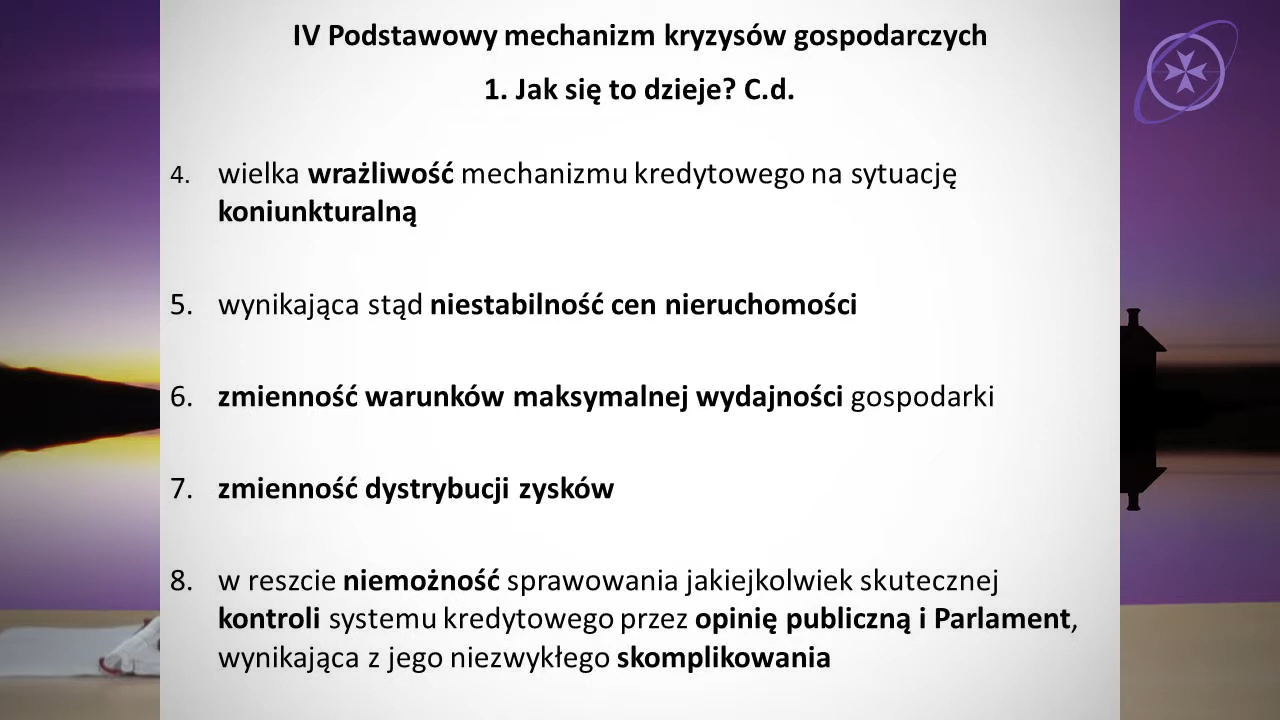 IV Podstawowy mechanizm kryzysów gospodarczych
1. Jak się to dzieje? C.d.
4. wielka wrażliwość mechanizmu kredytowego na sytuację
koniunkturalną
5. wynikająca stąd niestabilność cen nieruchomości
6. zmienność warunków maksymalnej wydajności gospodarki
7. zmienność dystrybucji zysków
8. w reszcie niemożność sprawowania jakiejkolwiek skutecznej
kontroli systemu kredytowego przez opinię publiczną i Parlament,
wynikająca z jego niezwykłego skomplikowania